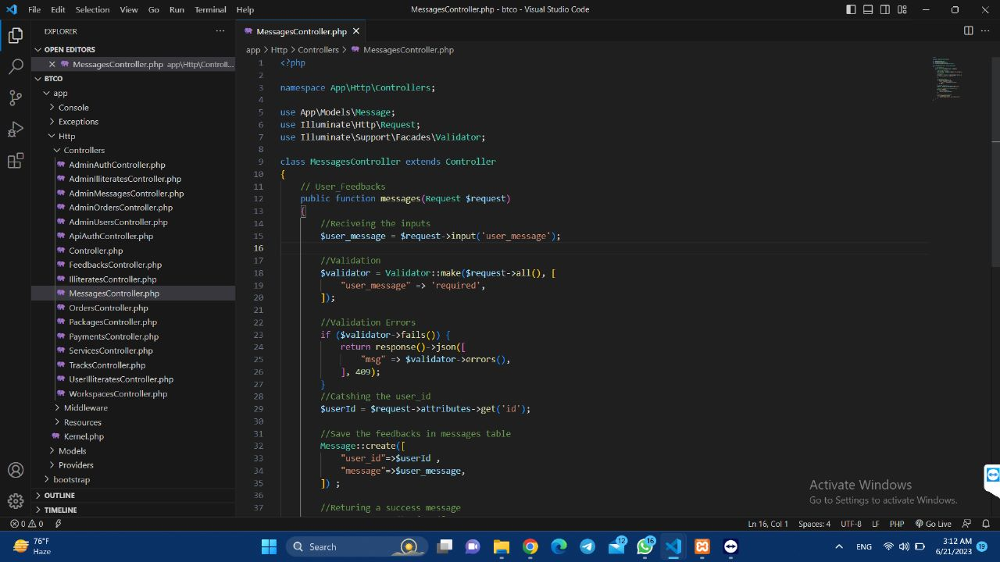 File Edit Selection View Go Run Terminal Help
MessagesController.php - btco - Visual Studio Code
EXPLORER
OPEN EDITORS
MessagesController.php app\Http\Controll...
BTCO
app
Console
Exceptions
Http
Controllers
AdminAuthController.php
AdminIlliteratesController.php
AdminMessagesController.php
AdminOrdersController.php
AdminUsersController.php
ApiAuthController.php
Controller.php
FeedbacksController.php
IlliteratesController.php
MessagesController.php
OrdersController.php
PackagesController.php
PaymentsController.php
ServicesController.php
TracksController.php
UserIlliteratesController.php
WorkspacesController.php
Middleware
Resources
Kernel.php
Models
Providers
bootstrap
OUTLINE
TIMELINE
MessagesController.php
app > Http > Controllers > MessagesController.php
1 <?php
2
3 namespace App\Http\Controllers;
4
5 use App\Models\Message;
6 use Illuminate\Http\Request;
7 use Illuminate\Support\Facades\Validator;
8
9 class MessagesController extends Controller
10 {
11 // User_Feedbacks
12 public function messages(Request $request)
13 {
14 //Reciveing the inputs
15 $user_message = $request->input('user_message');
16
17 //Validation
18 $validator = Validator::make($request->all(), [
19 "user_message" => 'required',
20 ]);
21
22 //Validation Errors
23 if ($validator->fails()) {
24 return response()->json([
25 "msg" => $validator->errors(),
26 ], 409);
27 }
28 //Catshing the user_id
29 $userId = $request->attributes->get('id');
30
31 //Save the feedbacks in messages table
32 Message::create([
33 "user_id"=>$userId ,
34 "message"=>$user_message,
35 ]) ;
36
37 //Returing a success message
Activate Windows
Go to Settings to activate Windows.
0 0
Ln 16, Col 1 Spaces: 4 UTF-8 LF PHP Go Live
76°F
Haze
Search
12
16
ENG
3:12 AM
6/21/2023
19